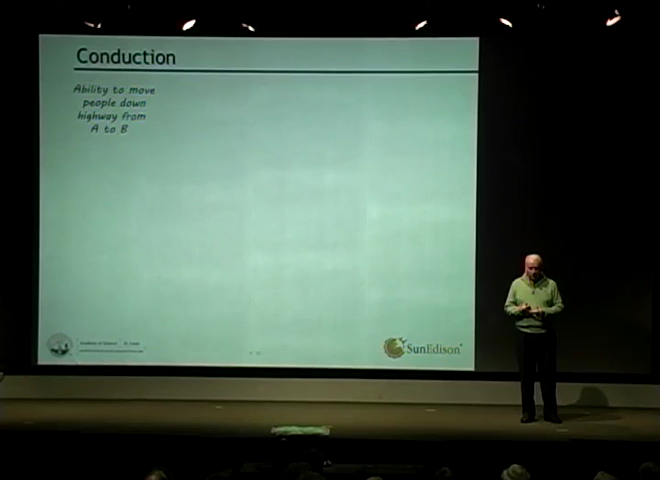 Conduction
Ability to move
people down
highway from
A to B
SunEdison